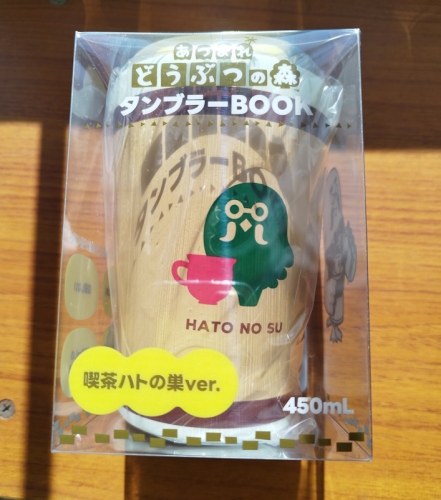 あつまれ
どうぶつの森
タンブラーBOOK
HATO NO SU
喫茶ハトの巣ver.
450mL